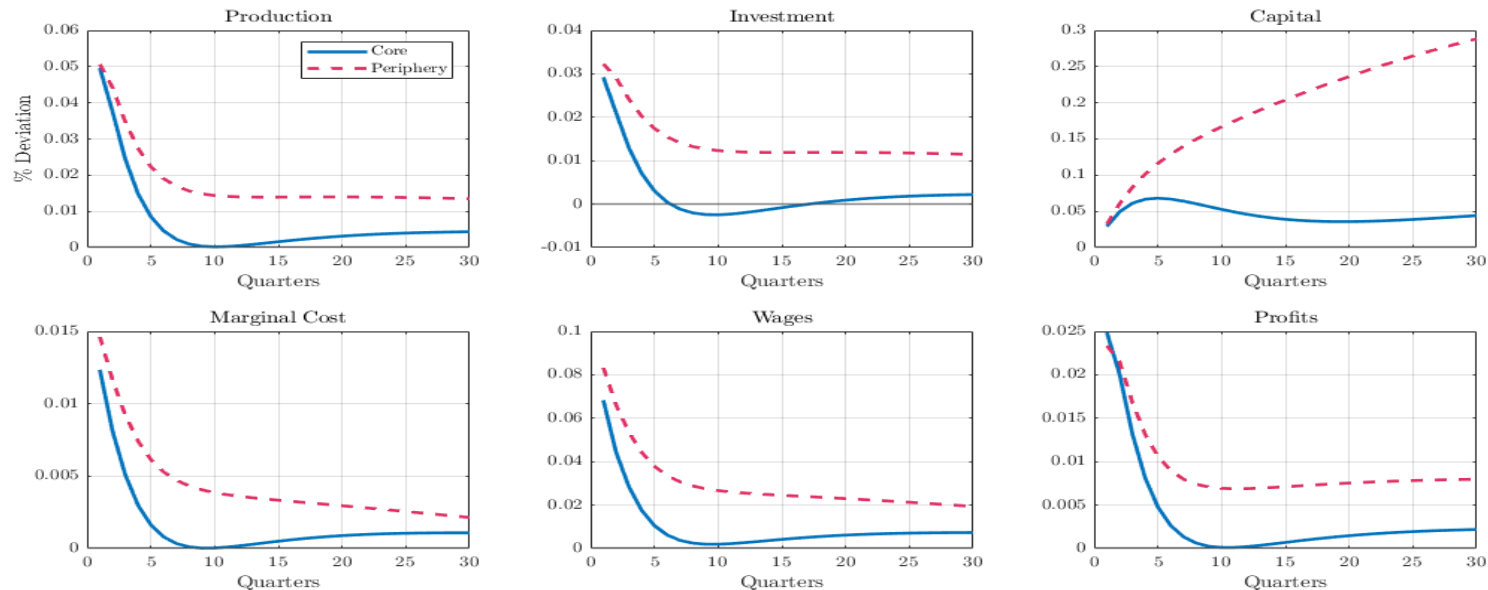 Production
0.06
0.05
0.04
0.03
0.02
0.01
0
% Deviation
0 5 10 15 20 25 30
Quarters
Core
Periphery
Investment
0.04
0.03
0.02
0.01
0
-0.01
0 5 10 15 20 25 30
Quarters
Capital
0.3
0.25
0.2
0.15
0.1
0.05
0
0 5 10 15 20 25 30
Quarters
Marginal Cost
0.015
0.01
0.005
0
0 5 10 15 20 25 30
Quarters
Wages
0.1
0.08
0.06
0.04
0.02
0
0 5 10 15 20 25 30
Quarters
Profits
0.025
0.02
0.015
0.01
0.005
0
0 5 10 15 20 25 30
Quarters